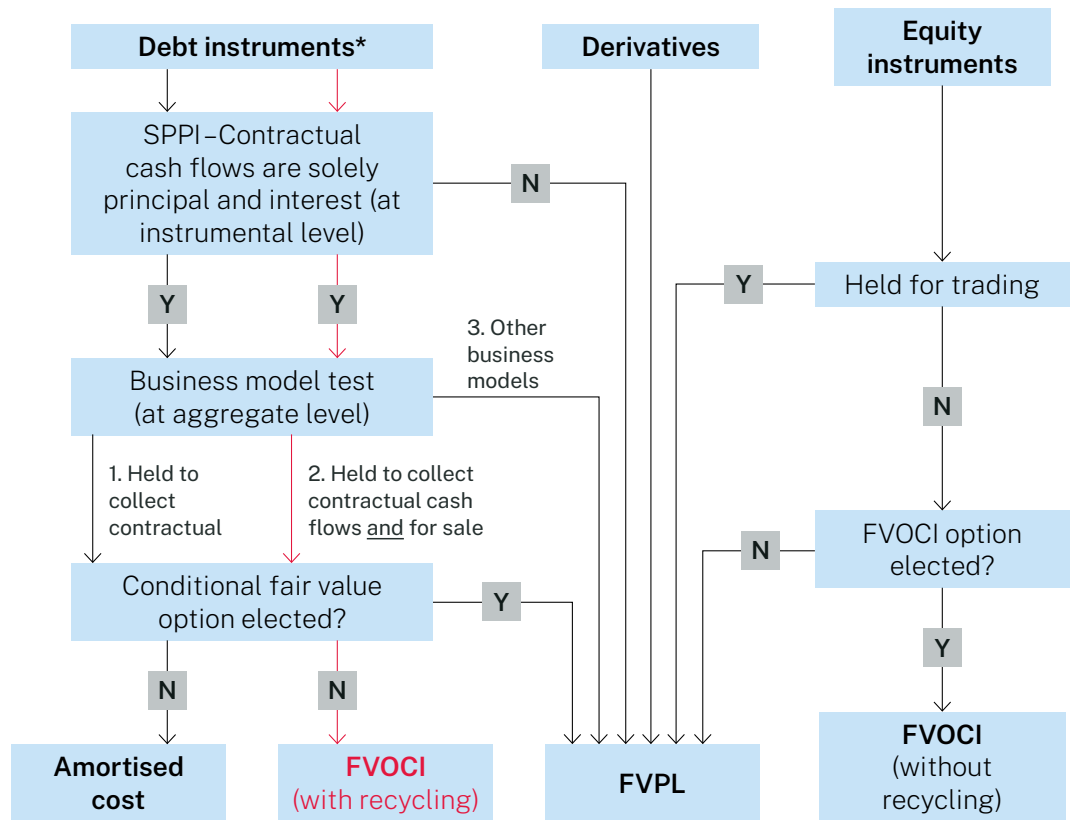 Debt instruments*
Derivatives
Equity
instruments
SPPI – Contractual
cash flows are solely
principal and interest (at
instrumental level)
N
Y
Y
Y
Held for trading
3. Other
business
models
Business model test
(at aggregate level)
N
1. Held to
collect
contractual
2. Held to collect
contractual cash
flows and for sale
N
FVOCI option
elected?
Conditional fair value
option elected?
Y
Y
N
N
Amortised
cost
FVOCI
(with recycling)
FVPL
FVOCI
(without
recycling)